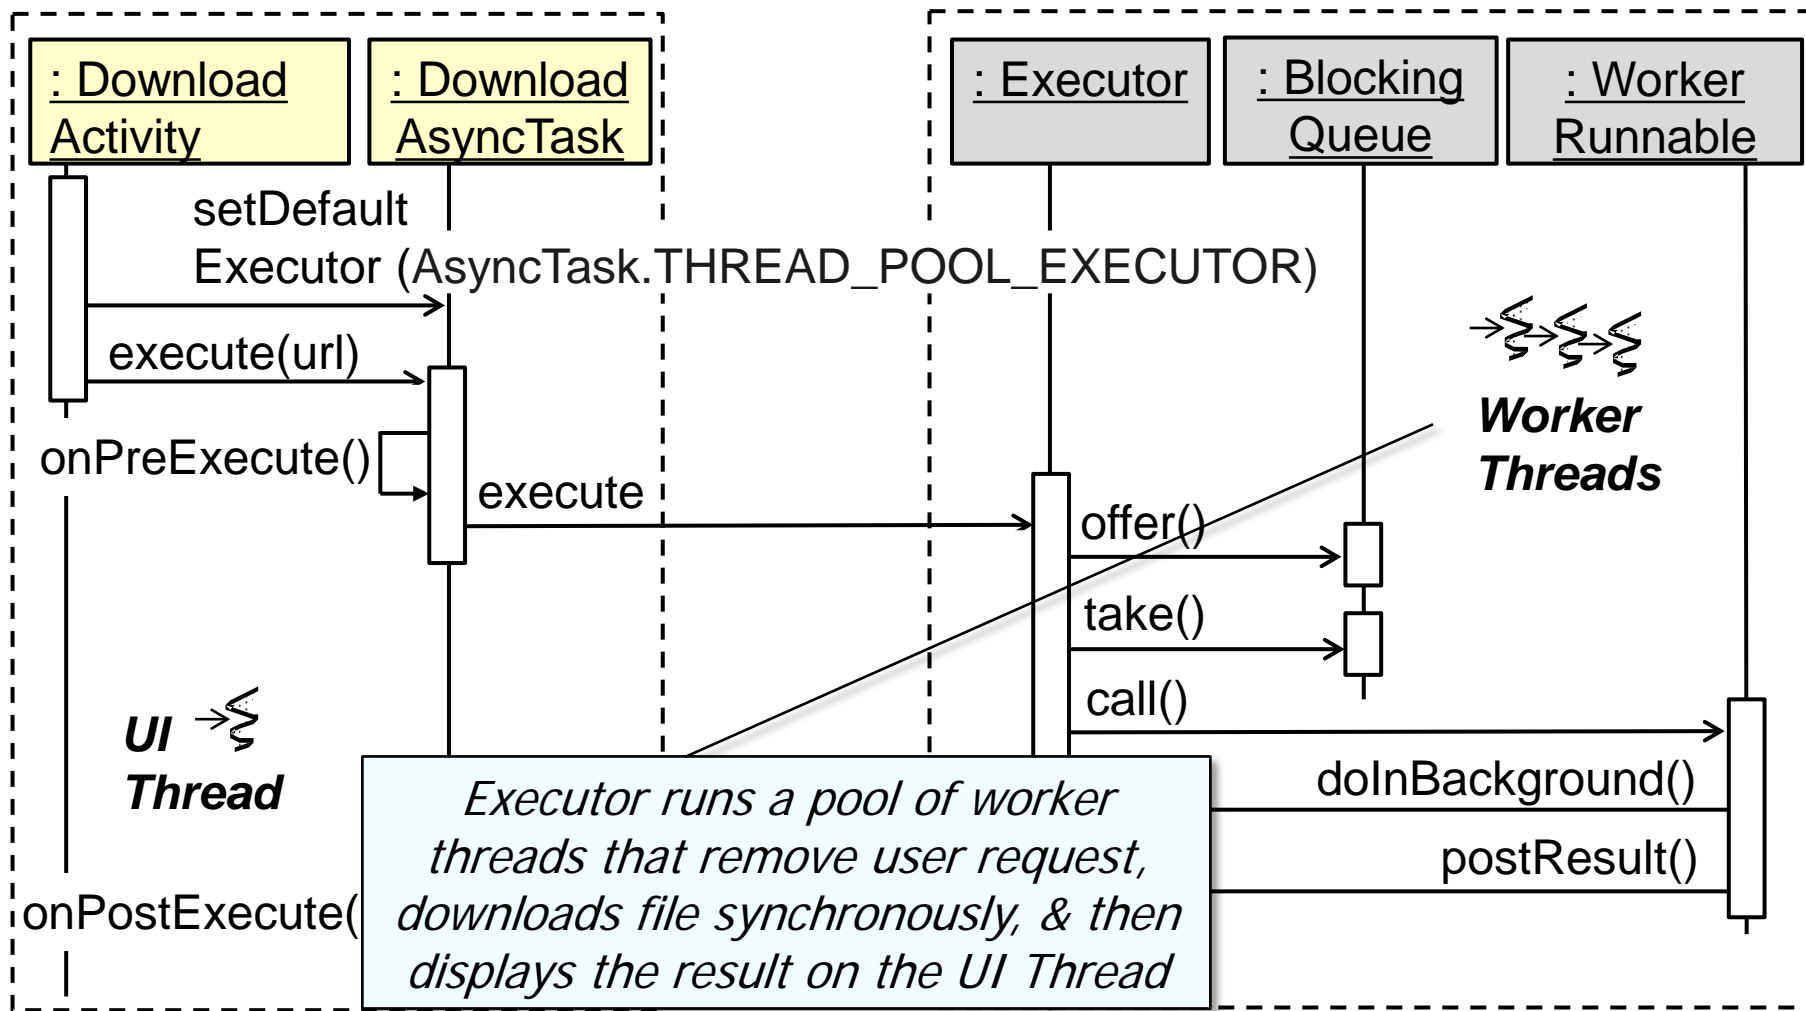 : Download
Activity
: Download
AsyncTask
: Executor
: Blocking
Queue
: Worker
Runnable
setDefault
Executor (AsyncTask.THREAD_POOL_EXECUTOR)
execute(url)
onPreExecute()
execute
offer()
Worker
Threads
take()
call()
UI
Thread
doInBackground()
postResult()
onPostExecute(
Executor runs a pool of worker
threads that remove user request,
downloads file synchronously, & then
displays the result on the UI Thread